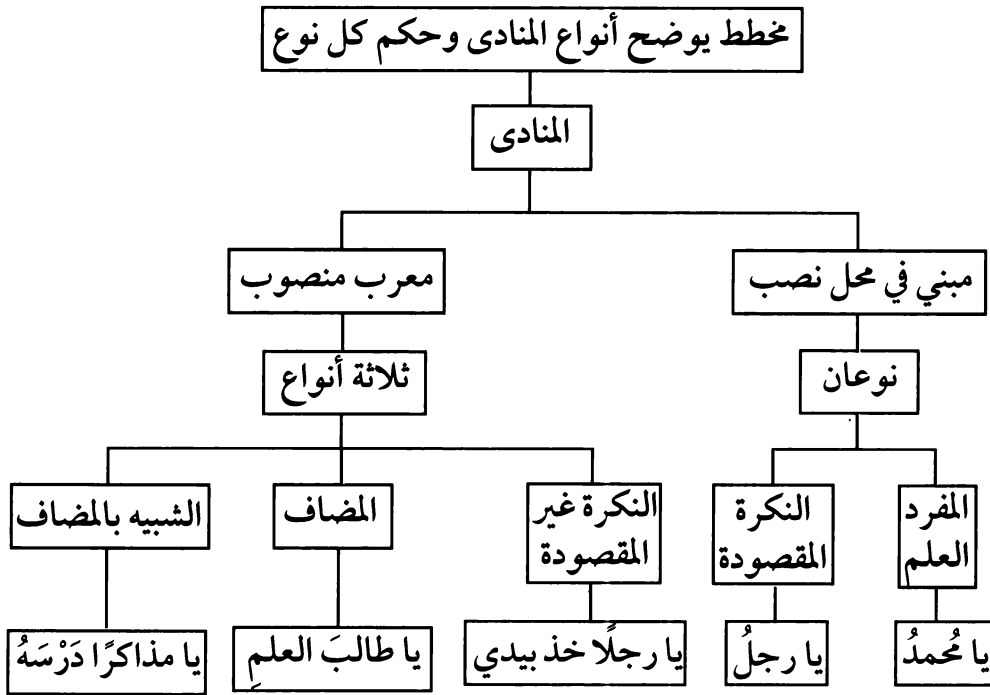 مخطط يوضح أنواع المنادى وحكم كل نوع
المنادى
مبني في محل نصب
معرب منصوب
نوعان
ثلاثة أنواع
المفرد
العلم
النكرة
المقصودة
النكرة غير
المقصودة
المضاف
الشبيه بالمضاف
يا مُحمدُ
يا رجلُ
يا رجلًا خذ بيدي
يا طالبَ العلمِ
يا مذاكرًا دَرْسَهُ